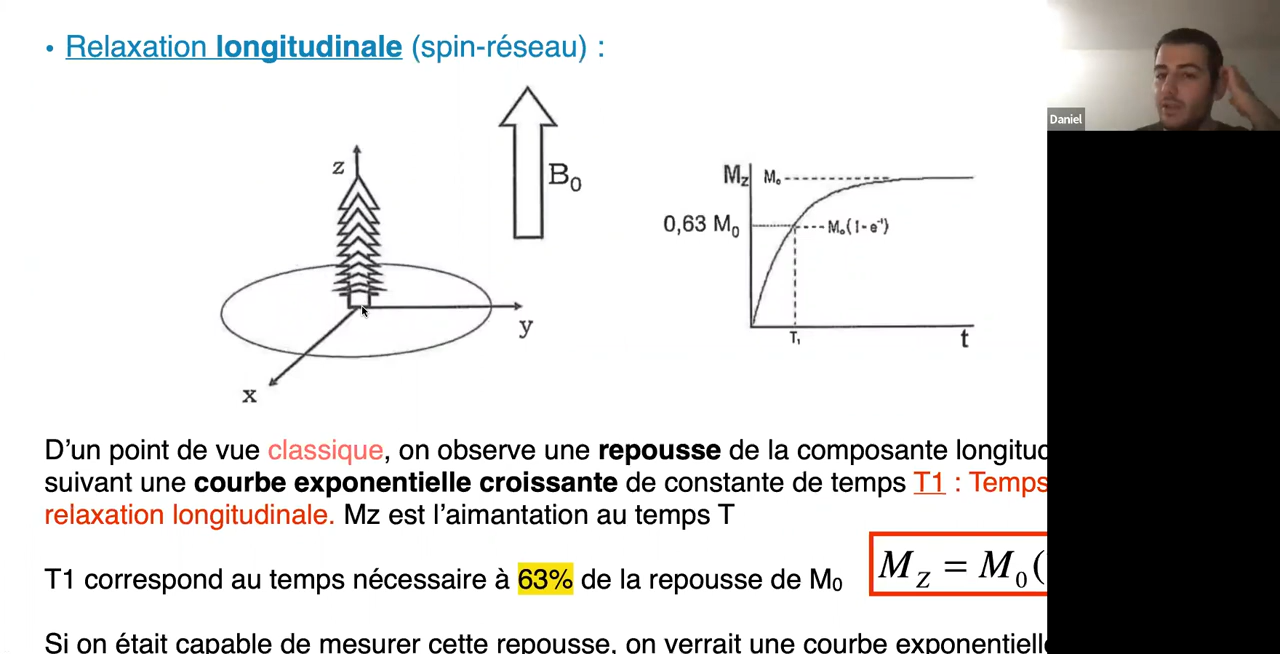 • Relaxation longitudinale (spin-réseau) :
Daniel
z
B₀
y
x
Mz
M₀
0,63 M₀
M₀(1-e⁻¹)
T₁
t
D’un point de vue classique, on observe une repousse de la composante longitud
suivant une courbe exponentielle croissante de constante de temps T1 : Temps
relaxation longitudinale. Mz est l’aimantation au temps T
T1 correspond au temps nécessaire à 63% de la repousse de M₀
M_Z = M₀(
Si on était capable de mesurer cette repousse, on verrait une courbe exponentielle